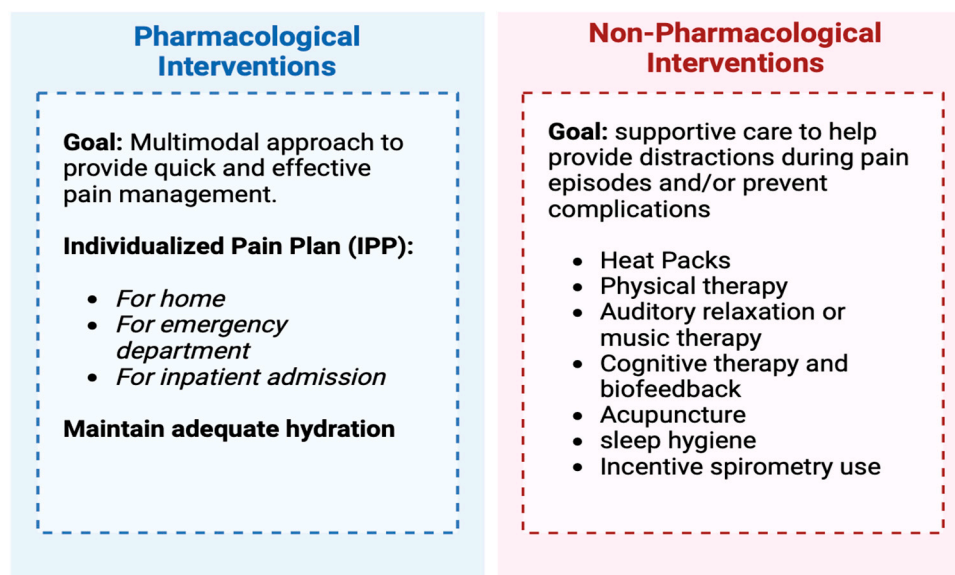 Pharmacological
Interventions
Goal: Multimodal approach to
provide quick and effective
pain management.
Individualized Pain Plan (IPP):
• For home
• For emergency
department
• For inpatient admission
Maintain adequate hydration
Non-Pharmacological
Interventions
Goal: supportive care to help
provide distractions during pain
episodes and/or prevent
complications
• Heat Packs
• Physical therapy
• Auditory relaxation or
music therapy
• Cognitive therapy and
biofeedback
• Acupuncture
• sleep hygiene
• Incentive spirometry use